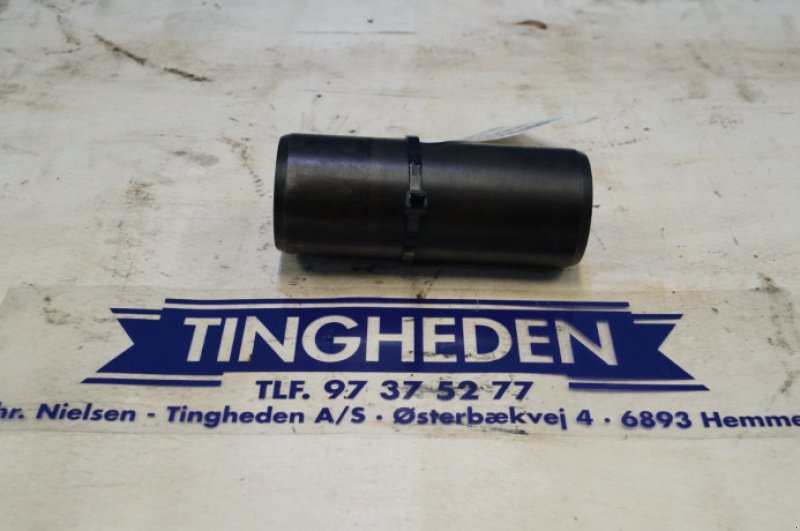 TINGHEDEN
TLF. 97 37 52 77
hr. Nielsen - Tingheden A/S · Østerbækvej 4 · 6893 Hemme